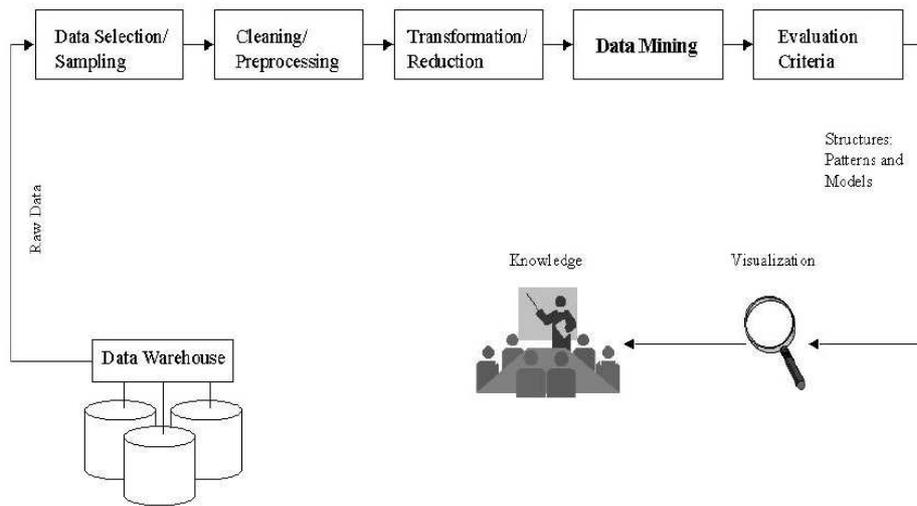 Data Selection/
Sampling
Cleaning/
Preprocessing
Transformation/
Reduction
Data Mining
Evaluation
Criteria
Structures:
Patterns and
Models
Raw Data
Knowledge
Visualization
Data Warehouse